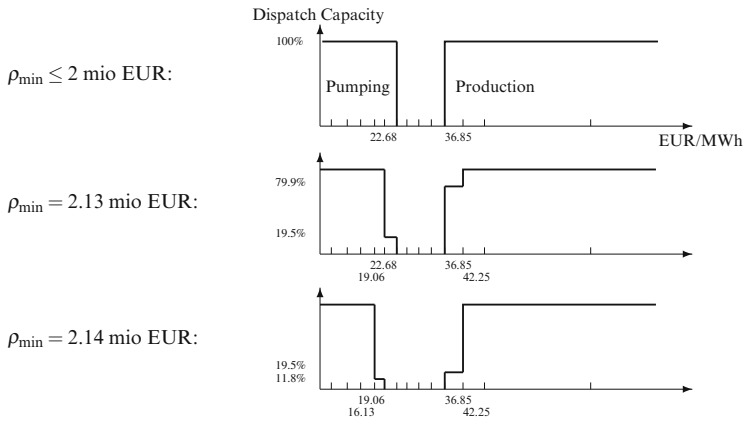 Dispatch Capacity
100%
ρmin ≤ 2 mio EUR:
Pumping
Production
22.68 36.85
EUR/MWh
79.9%
ρmin = 2.13 mio EUR:
19.5%
22.68 36.85
19.06 42.25
ρmin = 2.14 mio EUR:
19.5%
11.8%
19.06 36.85
16.13 42.25